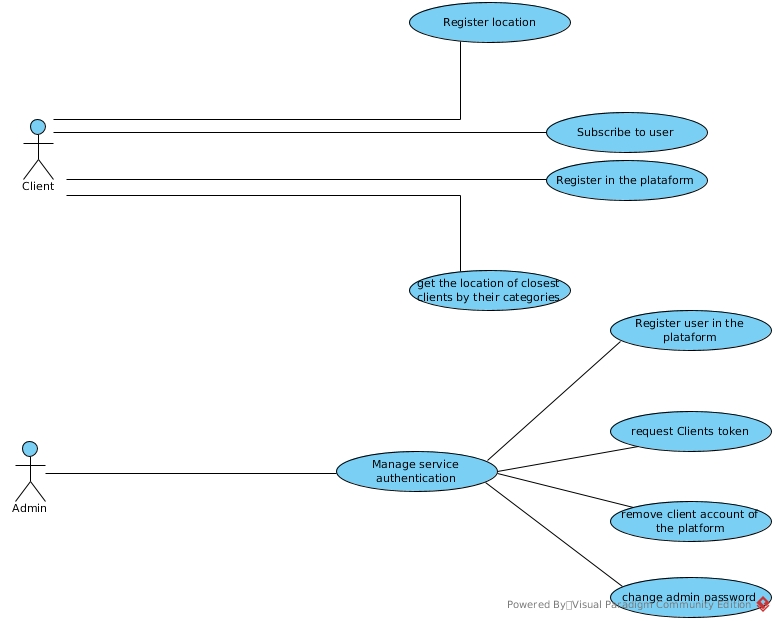 Register location
Subscribe to user
Client
Register in the plataform
get the location of closest
clients by their categories
Register user in the
plataform
request Clients token
Manage service
authentication
Admin
remove client account of
the platform
change admin password
Powered By Visual Paradigm Community Edition